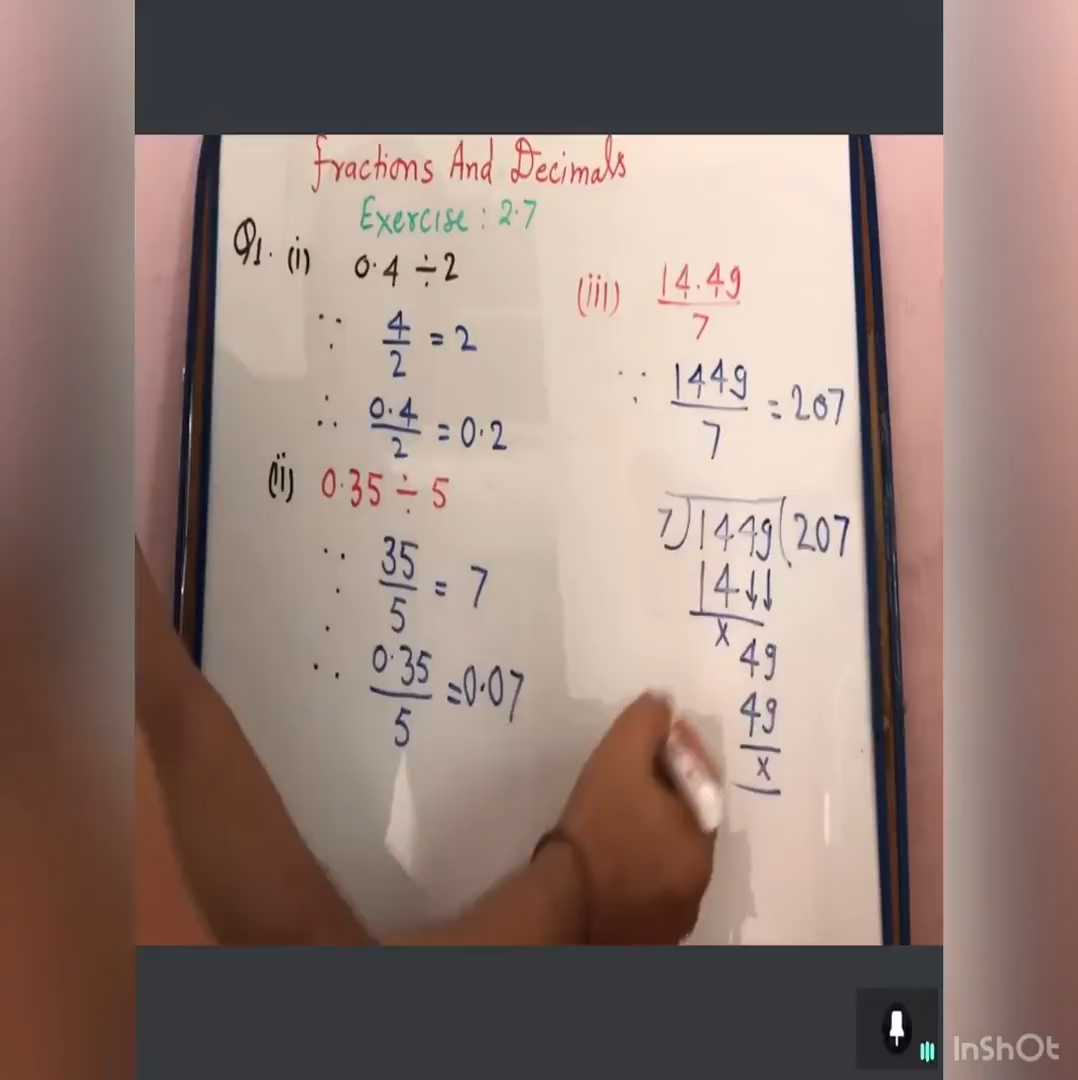 Fractions And Decimals
Exercise : 2.7
Q1. (i) 0.4 ÷ 2
∵ 4/2 = 2
∴ 0.4/2 = 0.2
(ii) 0.35 ÷ 5
∵ 35/5 = 7
∴ 0.35/5 = 0.07
(iii) 14.49/7
∵ 1449/7 = 207
7)1449(207
14↓↓
x
49
49
x
InShOt